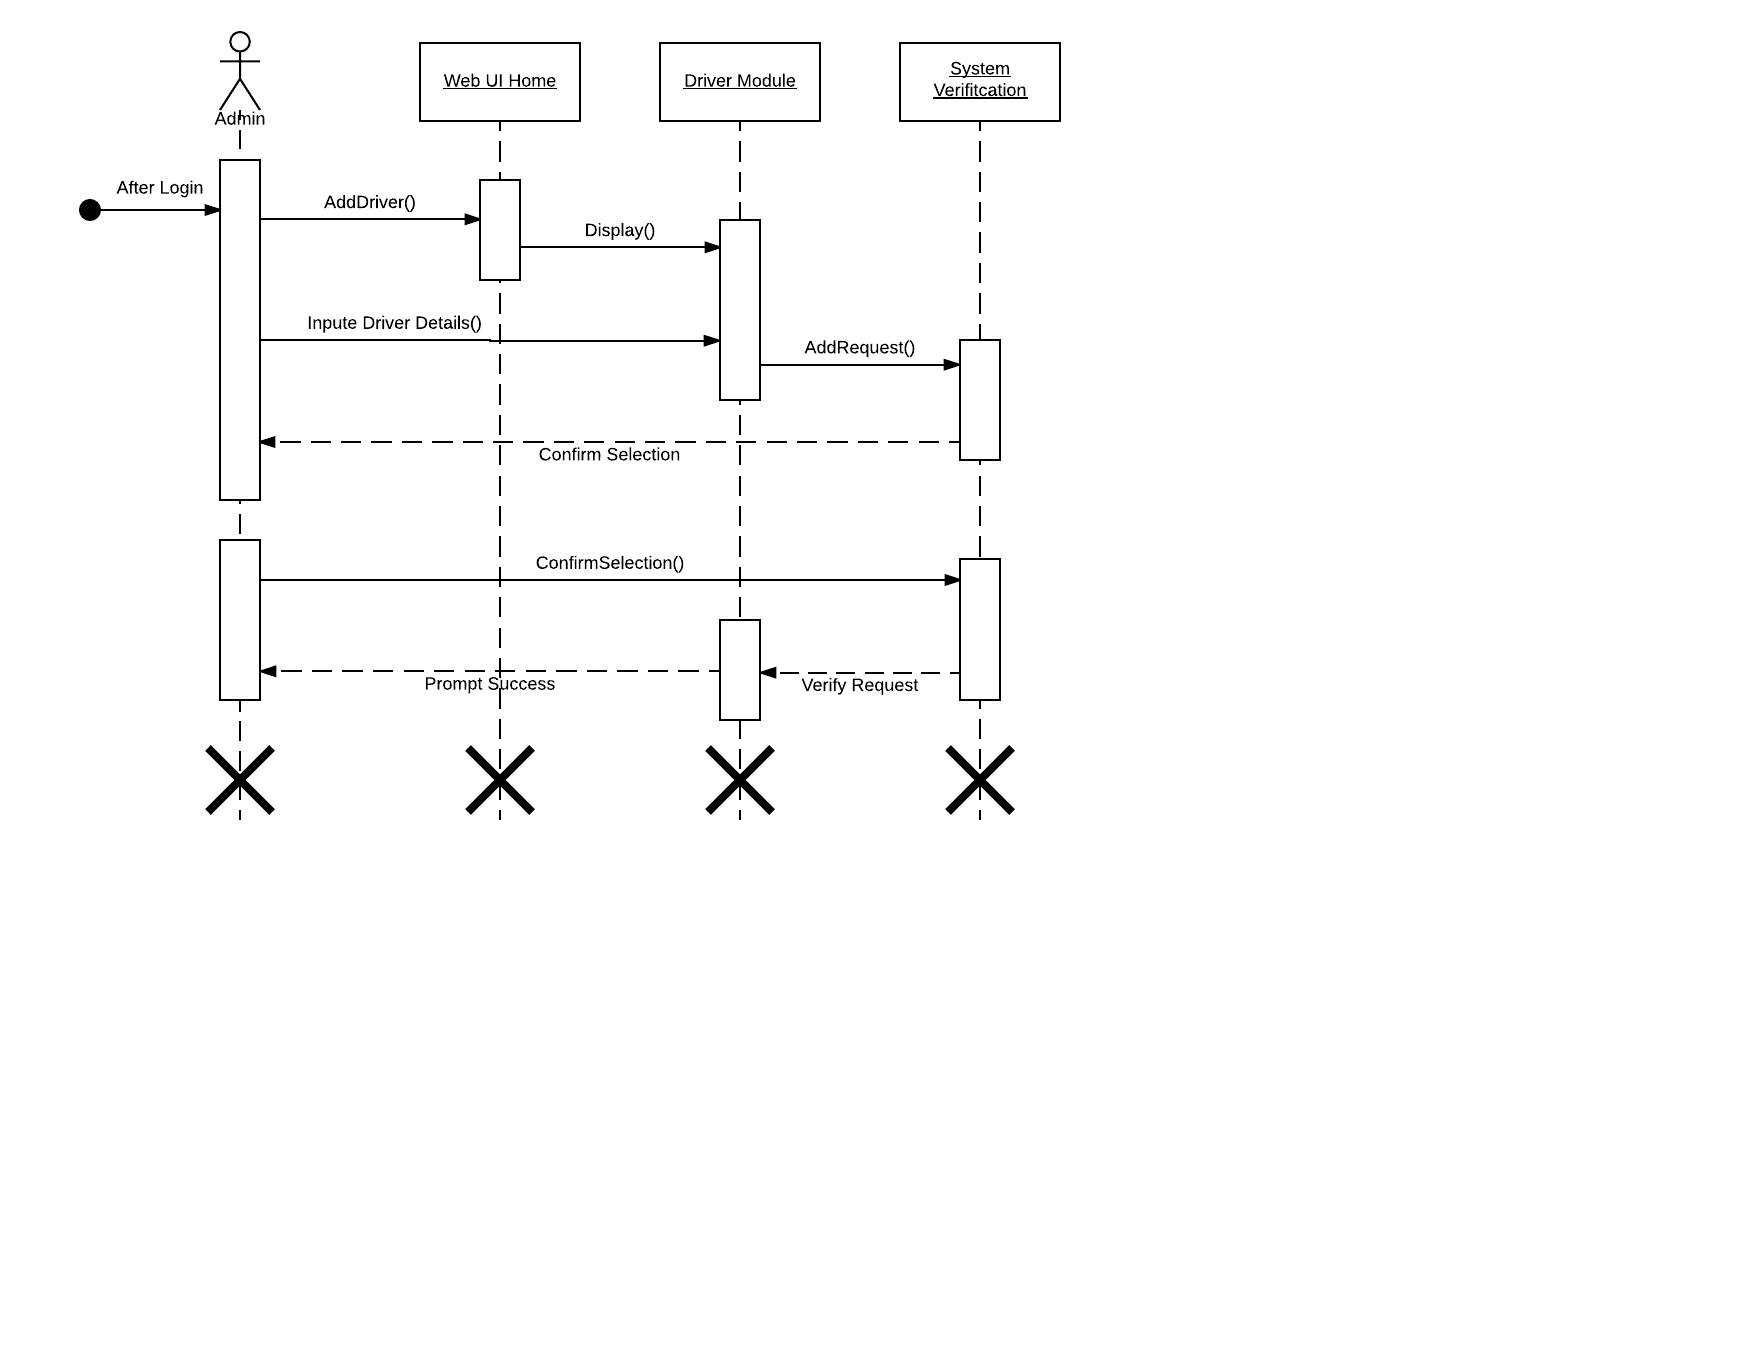 Admin
Web UI Home
Driver Module
System
Verifitcation
After Login
AddDriver()
Display()
Inpute Driver Details()
AddRequest()
Confirm Selection
ConfirmSelection()
Prompt Success
Verify Request